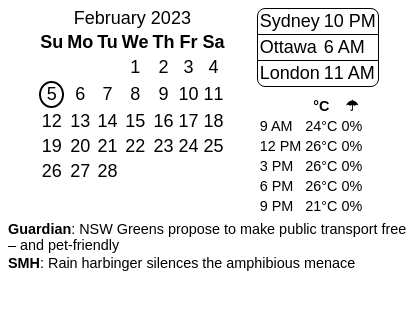 February 2023
Su Mo Tu We Th Fr Sa
1 2 3 4
5 6 7 8 9 10 11
12 13 14 15 16 17 18
19 20 21 22 23 24 25
26 27 28
Sydney 10 PM
Ottawa 6 AM
London 11 AM
°C ☂
9 AM 24°C 0%
12 PM 26°C 0%
3 PM 26°C 0%
6 PM 26°C 0%
9 PM 21°C 0%
Guardian: NSW Greens propose to make public transport free
– and pet-friendly
SMH: Rain harbinger silences the amphibious menace